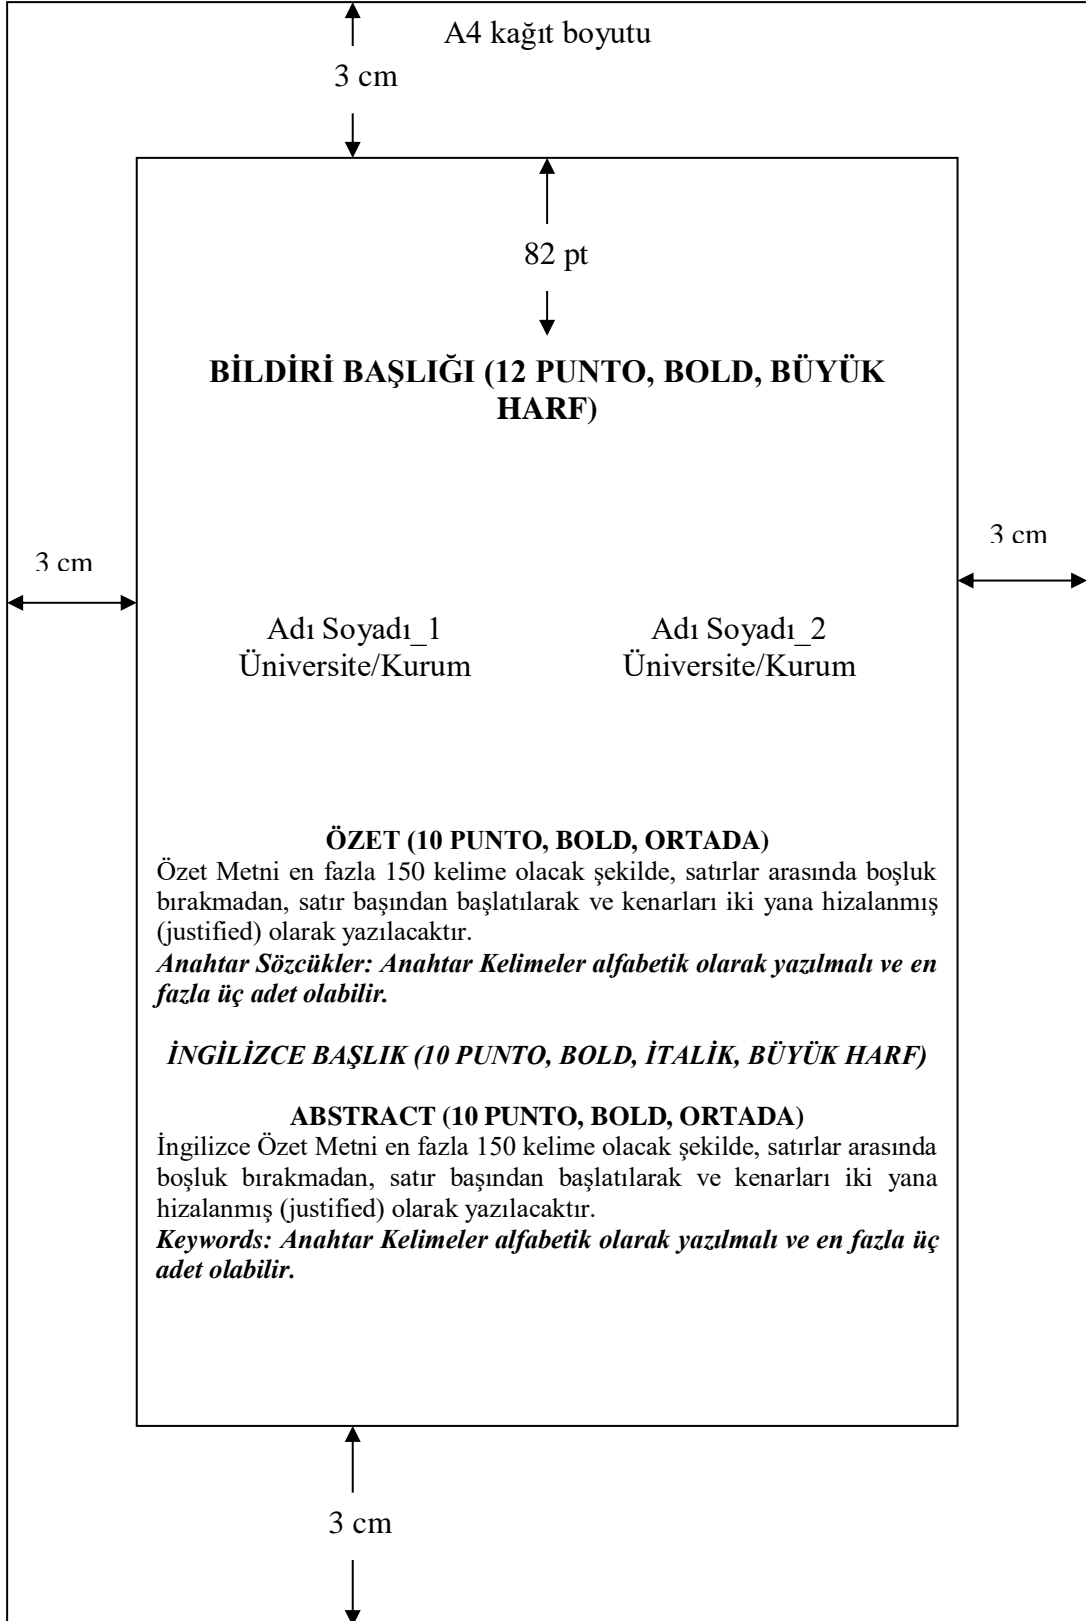 A4 kağıt boyutu
3 cm
82 pt
BİLDİRİ BAŞLIĞI (12 PUNTO, BOLD, BÜYÜK
HARF)
3 cm
3 cm
Adı Soyadı_1
Üniversite/Kurum
Adı Soyadı_2
Üniversite/Kurum
ÖZET (10 PUNTO, BOLD, ORTADA)
Özet Metni en fazla 150 kelime olacak şekilde, satırlar arasında boşluk
bırakmadan, satır başından başlatılarak ve kenarları iki yana hizalanmış
(justified) olarak yazılacaktır.
Anahtar Sözcükler: Anahtar Kelimeler alfabetik olarak yazılmalı ve en
fazla üç adet olabilir.
İNGİLİZCE BAŞLIK (10 PUNTO, BOLD, İTALİK, BÜYÜK HARF)
ABSTRACT (10 PUNTO, BOLD, ORTADA)
İngilizce Özet Metni en fazla 150 kelime olacak şekilde, satırlar arasında
boşluk bırakmadan, satır başından başlatılarak ve kenarları iki yana
hizalanmış (justified) olarak yazılacaktır.
Keywords: Anahtar Kelimeler alfabetik olarak yazılmalı ve en fazla üç
adet olabilir.
3 cm